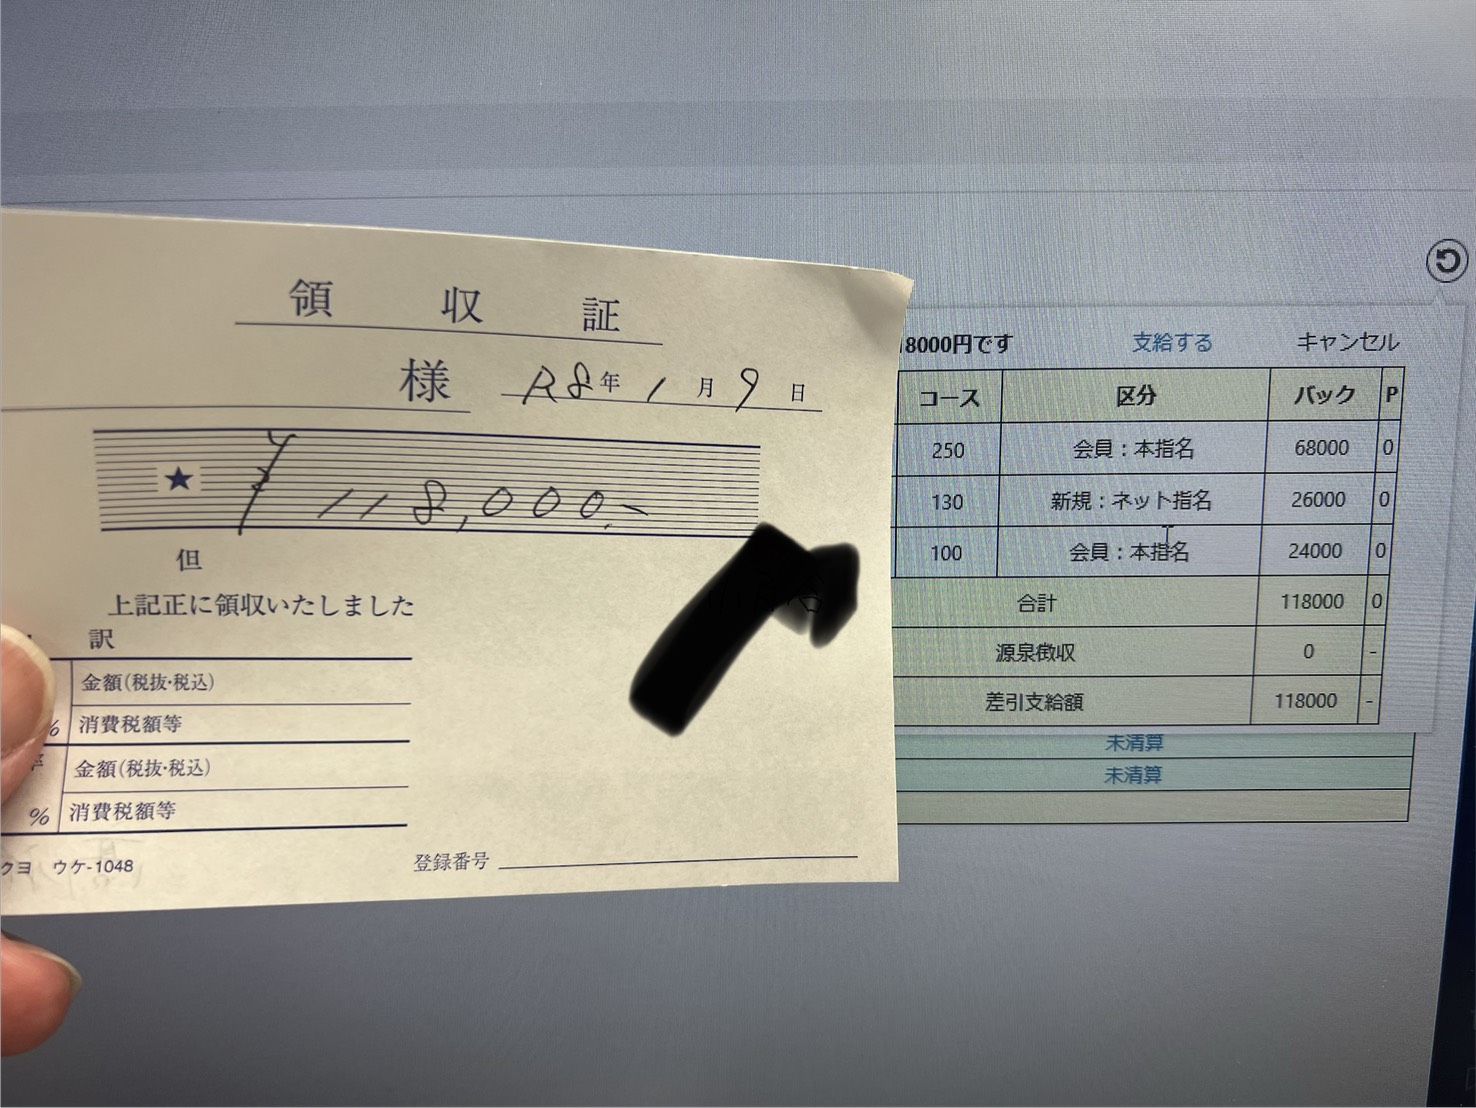 領収証
様 R8年1月9日
★ ¥118,000.-
但
上記正に領収いたしました
訳
金額(税抜・税込)
% 消費税額等
金額(税抜・税込)
% 消費税額等
クヨ ウケ-1048
登録番号
8000円です 支給する キャンセル
コース 区分 バック P
250 会員：本指名 68000 0
130 新規：ネット指名 26000 0
100 会員：本指名 24000 0
合計 118000 0
源泉徴収 0 -
差引支給額 118000 -
未清算
未清算